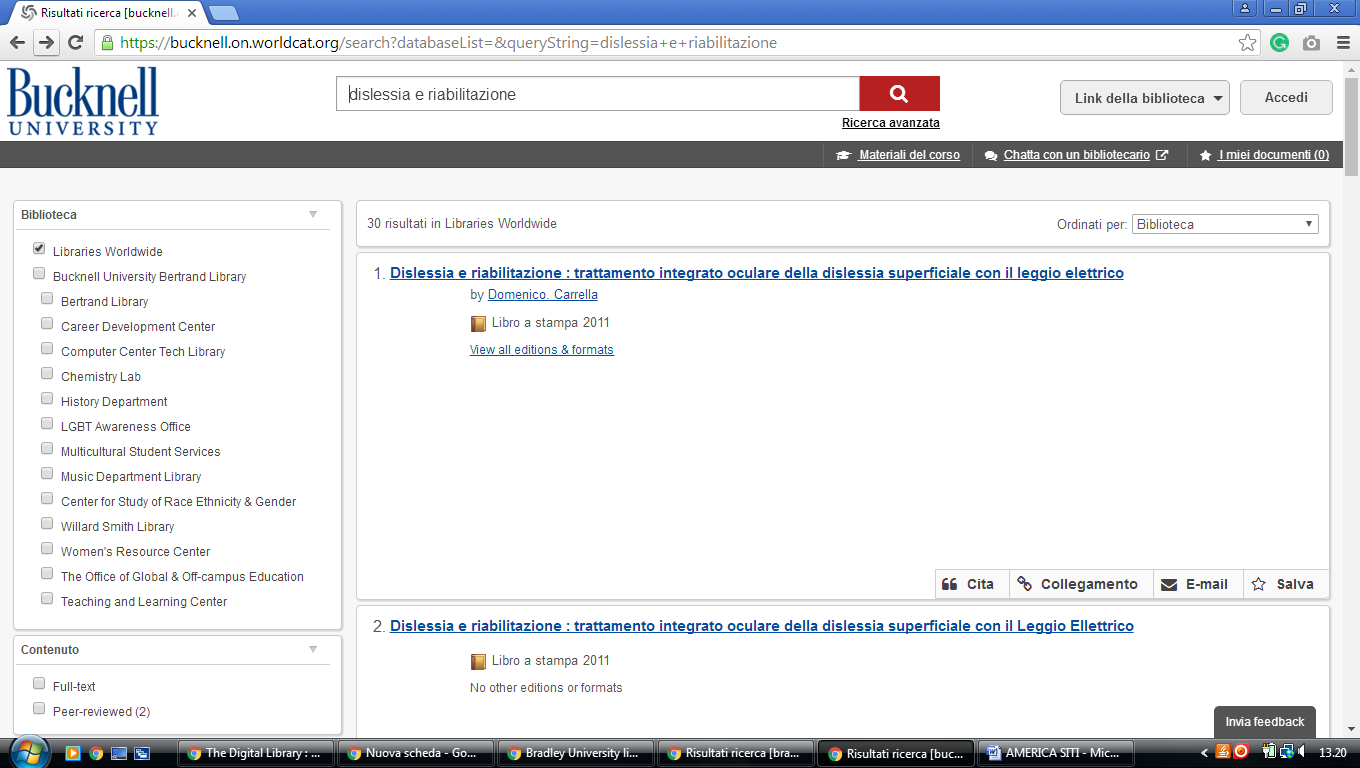 Risultati ricerca [bucknell.
https://bucknell.on.worldcat.org/search?databaseList=&queryString=dislessia+e+riabilitazione
Bucknell
UNIVERSITY
dislessia e riabilitazione
Ricerca avanzata
Link della biblioteca
Accedi
Materiali del corso
Chatta con un bibliotecario
I miei documenti (0)
Biblioteca
Libraries Worldwide
Bucknell University Bertrand Library
Bertrand Library
Career Development Center
Computer Center Tech Library
Chemistry Lab
History Department
LGBT Awareness Office
Multicultural Student Services
Music Department Library
Center for Study of Race Ethnicity & Gender
Willard Smith Library
Women's Resource Center
The Office of Global & Off-campus Education
Teaching and Learning Center
Contenuto
Full-text
Peer-reviewed (2)
30 risultati in Libraries Worldwide
Ordinati per: Biblioteca
1. Dislessia e riabilitazione : trattamento integrato oculare della dislessia superficiale con il leggio elettrico
by Domenico. Carrella
Libro a stampa 2011
View all editions & formats
Cita
Collegamento
E-mail
Salva
2. Dislessia e riabilitazione : trattamento integrato oculare della dislessia superficiale con il Leggio Ellettrico
Libro a stampa 2011
No other editions or formats
Invia feedback
The Digital Library : ...
Nuova scheda - Go...
Bradley University li...
Risultati ricerca [bra...
Risultati ricerca [buc...
AMERICA SITI - Mic...
13.20